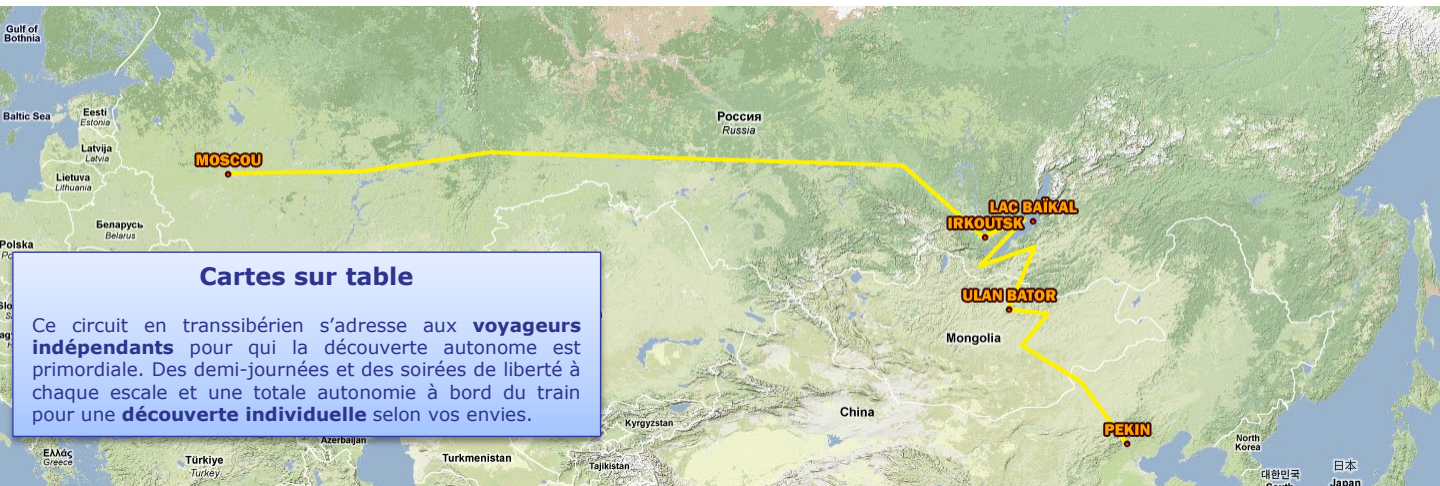 Gulf of
Bothnia
Baltic Sea
Eesti
Estonia
Latvija
Latvia
Lietuva
Lithuania
Беларусь
Belarus
Polska
MOSCOU
Россия
Russia
LAC BAÏKAL
IRKOUTSK
ULAN BATOR
Mongolia
PEKIN
China
Cartes sur table
Ce circuit en transsibérien s’adresse aux voyageurs
indépendants pour qui la découverte autonome est
primordiale. Des demi-journées et des soirées de liberté à
chaque escale et une totale autonomie à bord du train
pour une découverte individuelle selon vos envies.
Kyrgyzstan
Azerbaijan
Turkmenistan
Tajikistan
Ελλάς
Greece
Türkiye
Turkey
North
Korea
대한민국
South
日本
Japan